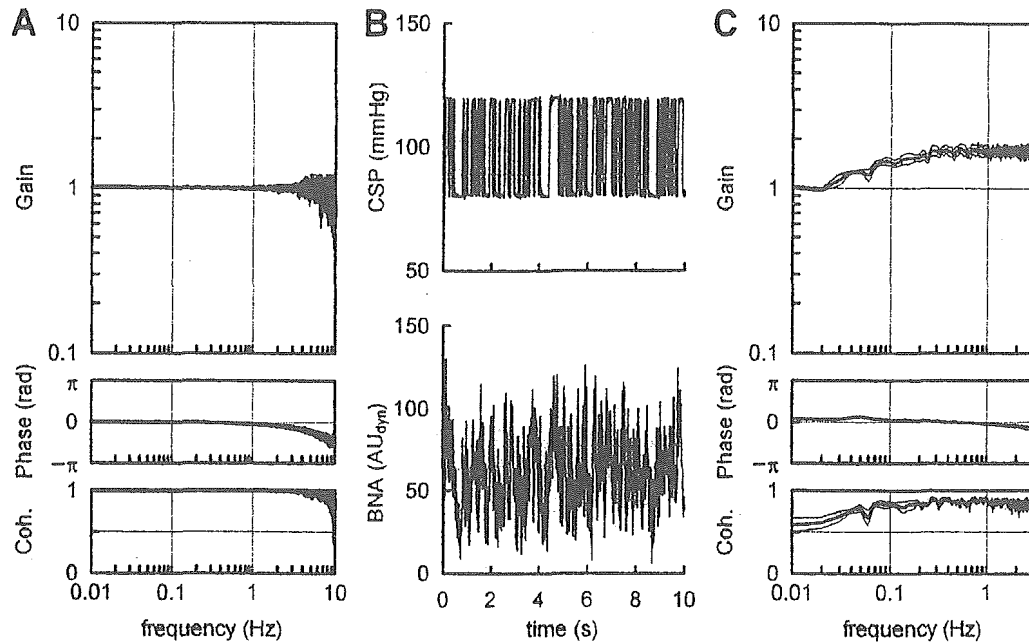 A
10
1
0.1
Gain
π
0
−π
Phase (rad)
1
0
Coh.
0.01
0.1
1
10
frequency (Hz)
B
150
100
50
CSP (mmHg)
150
100
50
0
BNA (AUdyn)
0
2
4
6
8
10
time (s)
C
10
1
0.1
Gain
π
0
−π
Phase (rad)
1
0
Coh.
0.01
0.1
1
frequency (Hz)